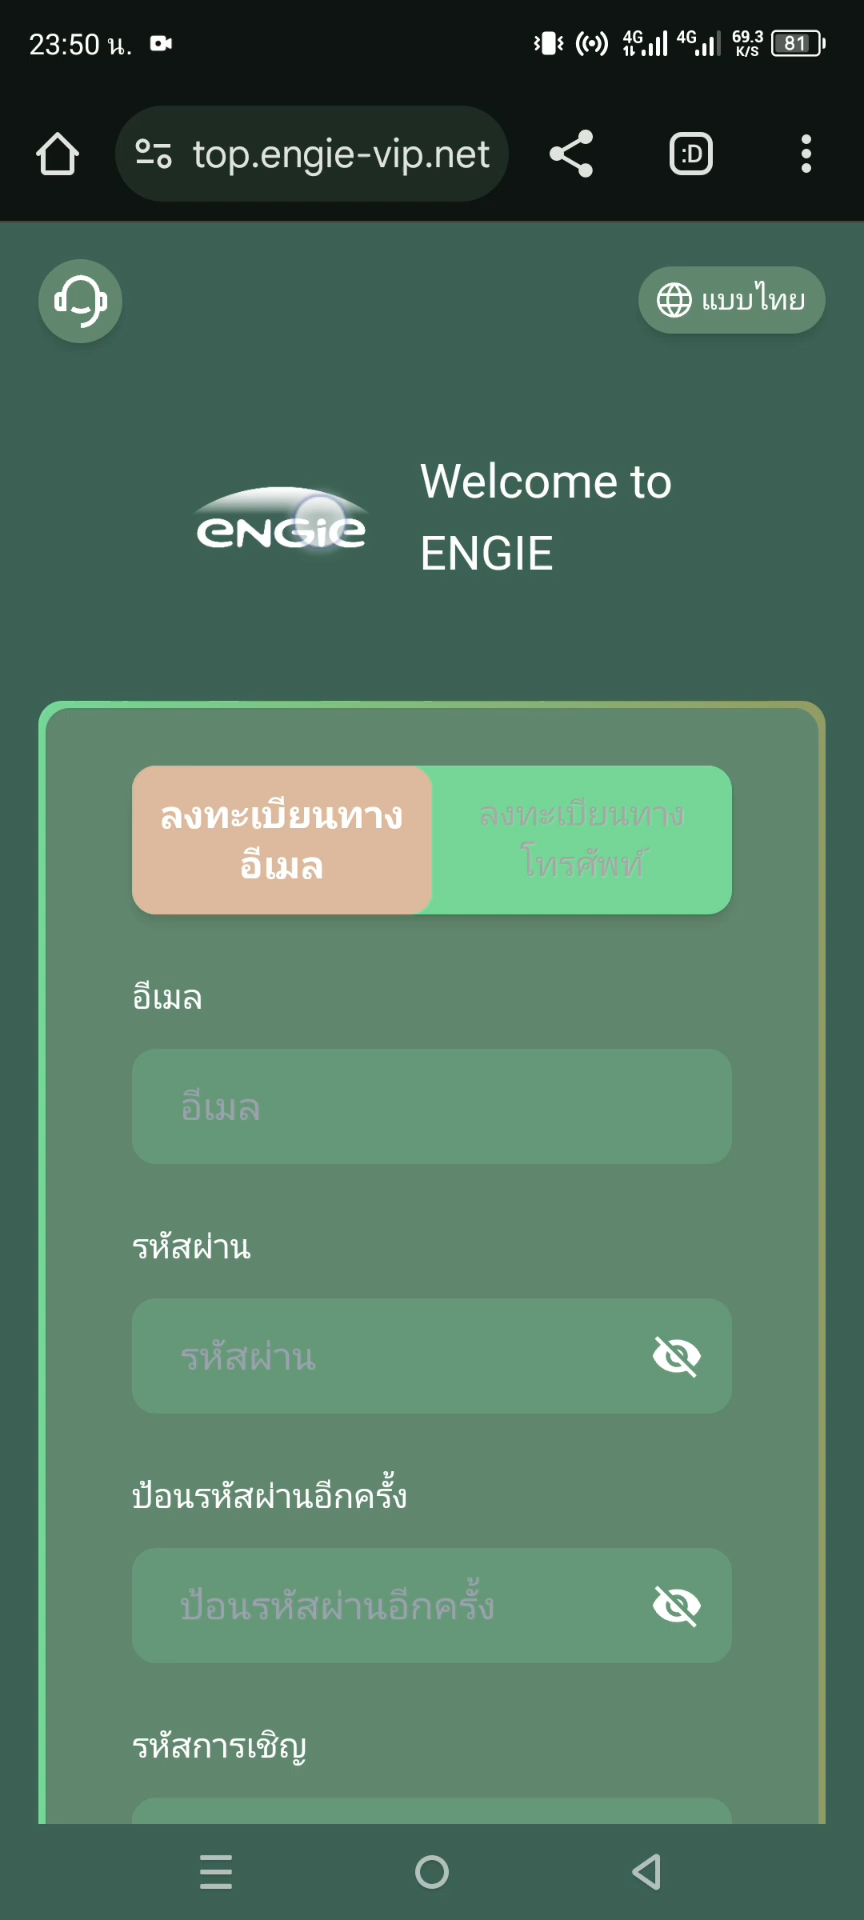 23:50 น.
4G 4G 69.3 K/S 81
top.engie-vip.net :D
แบบไทย
Welcome to
ENGIE
ENGIE
ลงทะเบียนทาง
อีเมล
ลงทะเบียนทาง
โทรศัพท์
อีเมล
อีเมล
รหัสผ่าน
รหัสผ่าน
ป้อนรหัสผ่านอีกครั้ง
ป้อนรหัสผ่านอีกครั้ง
รหัสการเชิญ